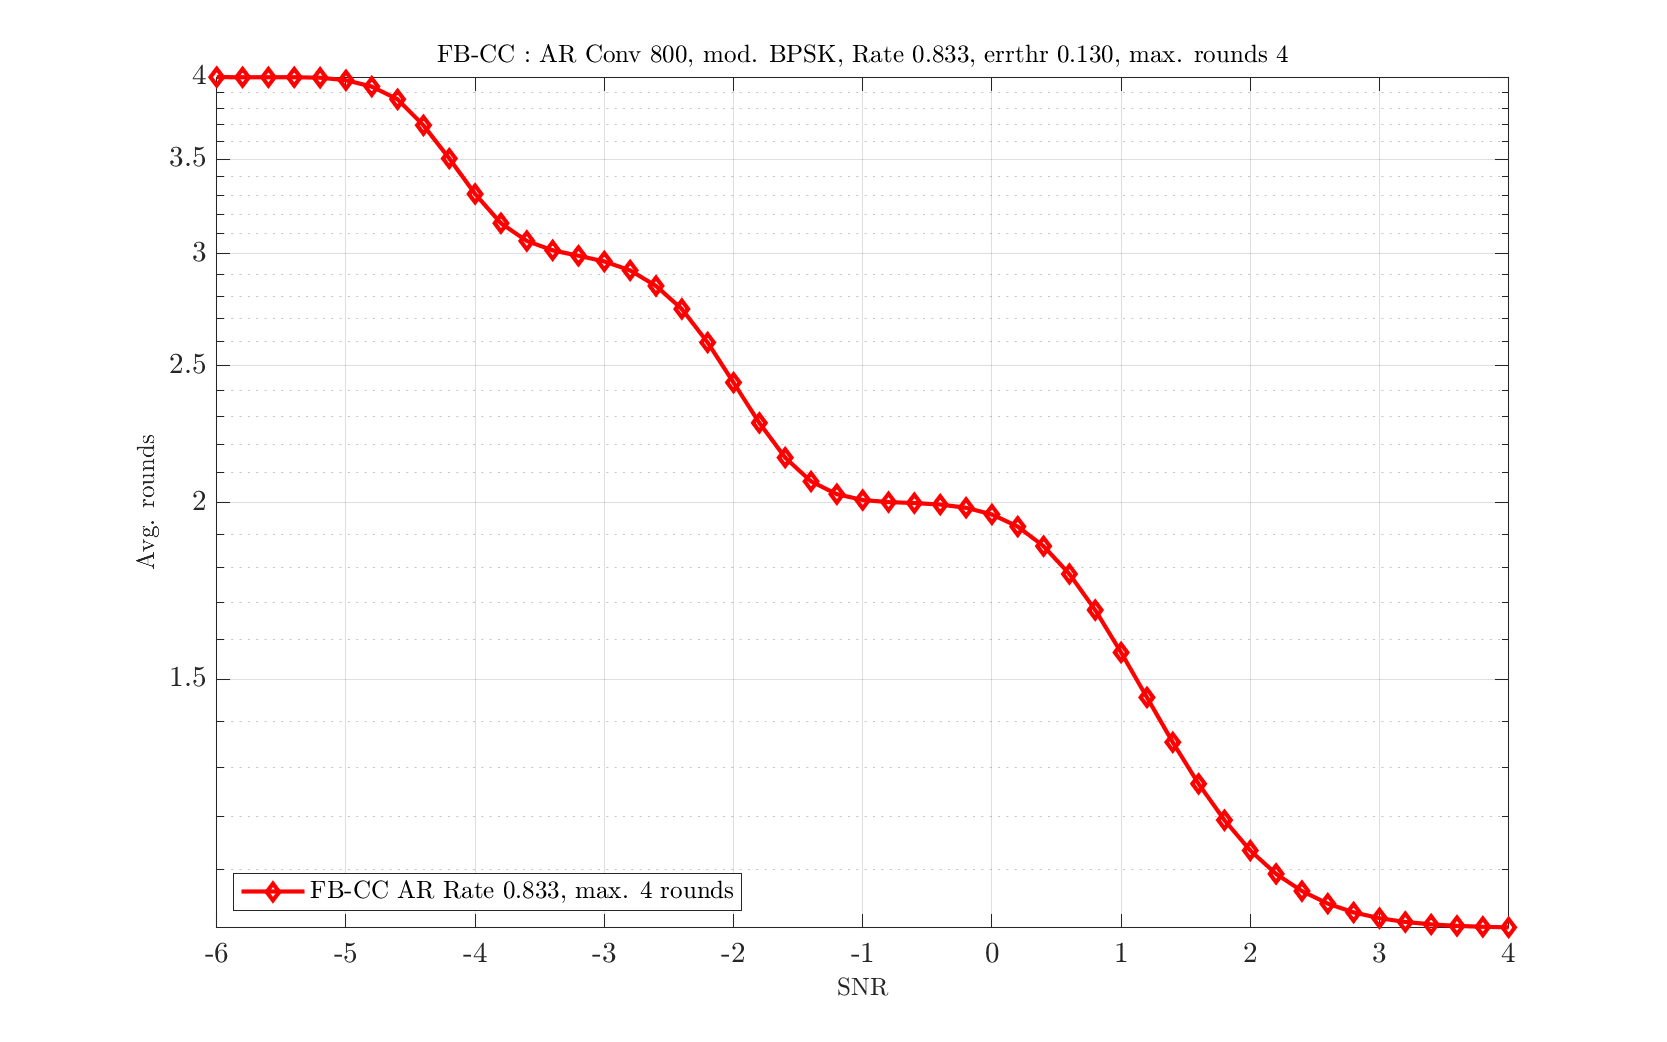 FB-CC : AR Conv 800, mod. BPSK, Rate 0.833, errthr 0.130, max. rounds 4
4
3.5
3
2.5
2
1.5
Avg. rounds
FB-CC AR Rate 0.833, max. 4 rounds
-6 -5 -4 -3 -2 -1 0 1 2 3 4
SNR